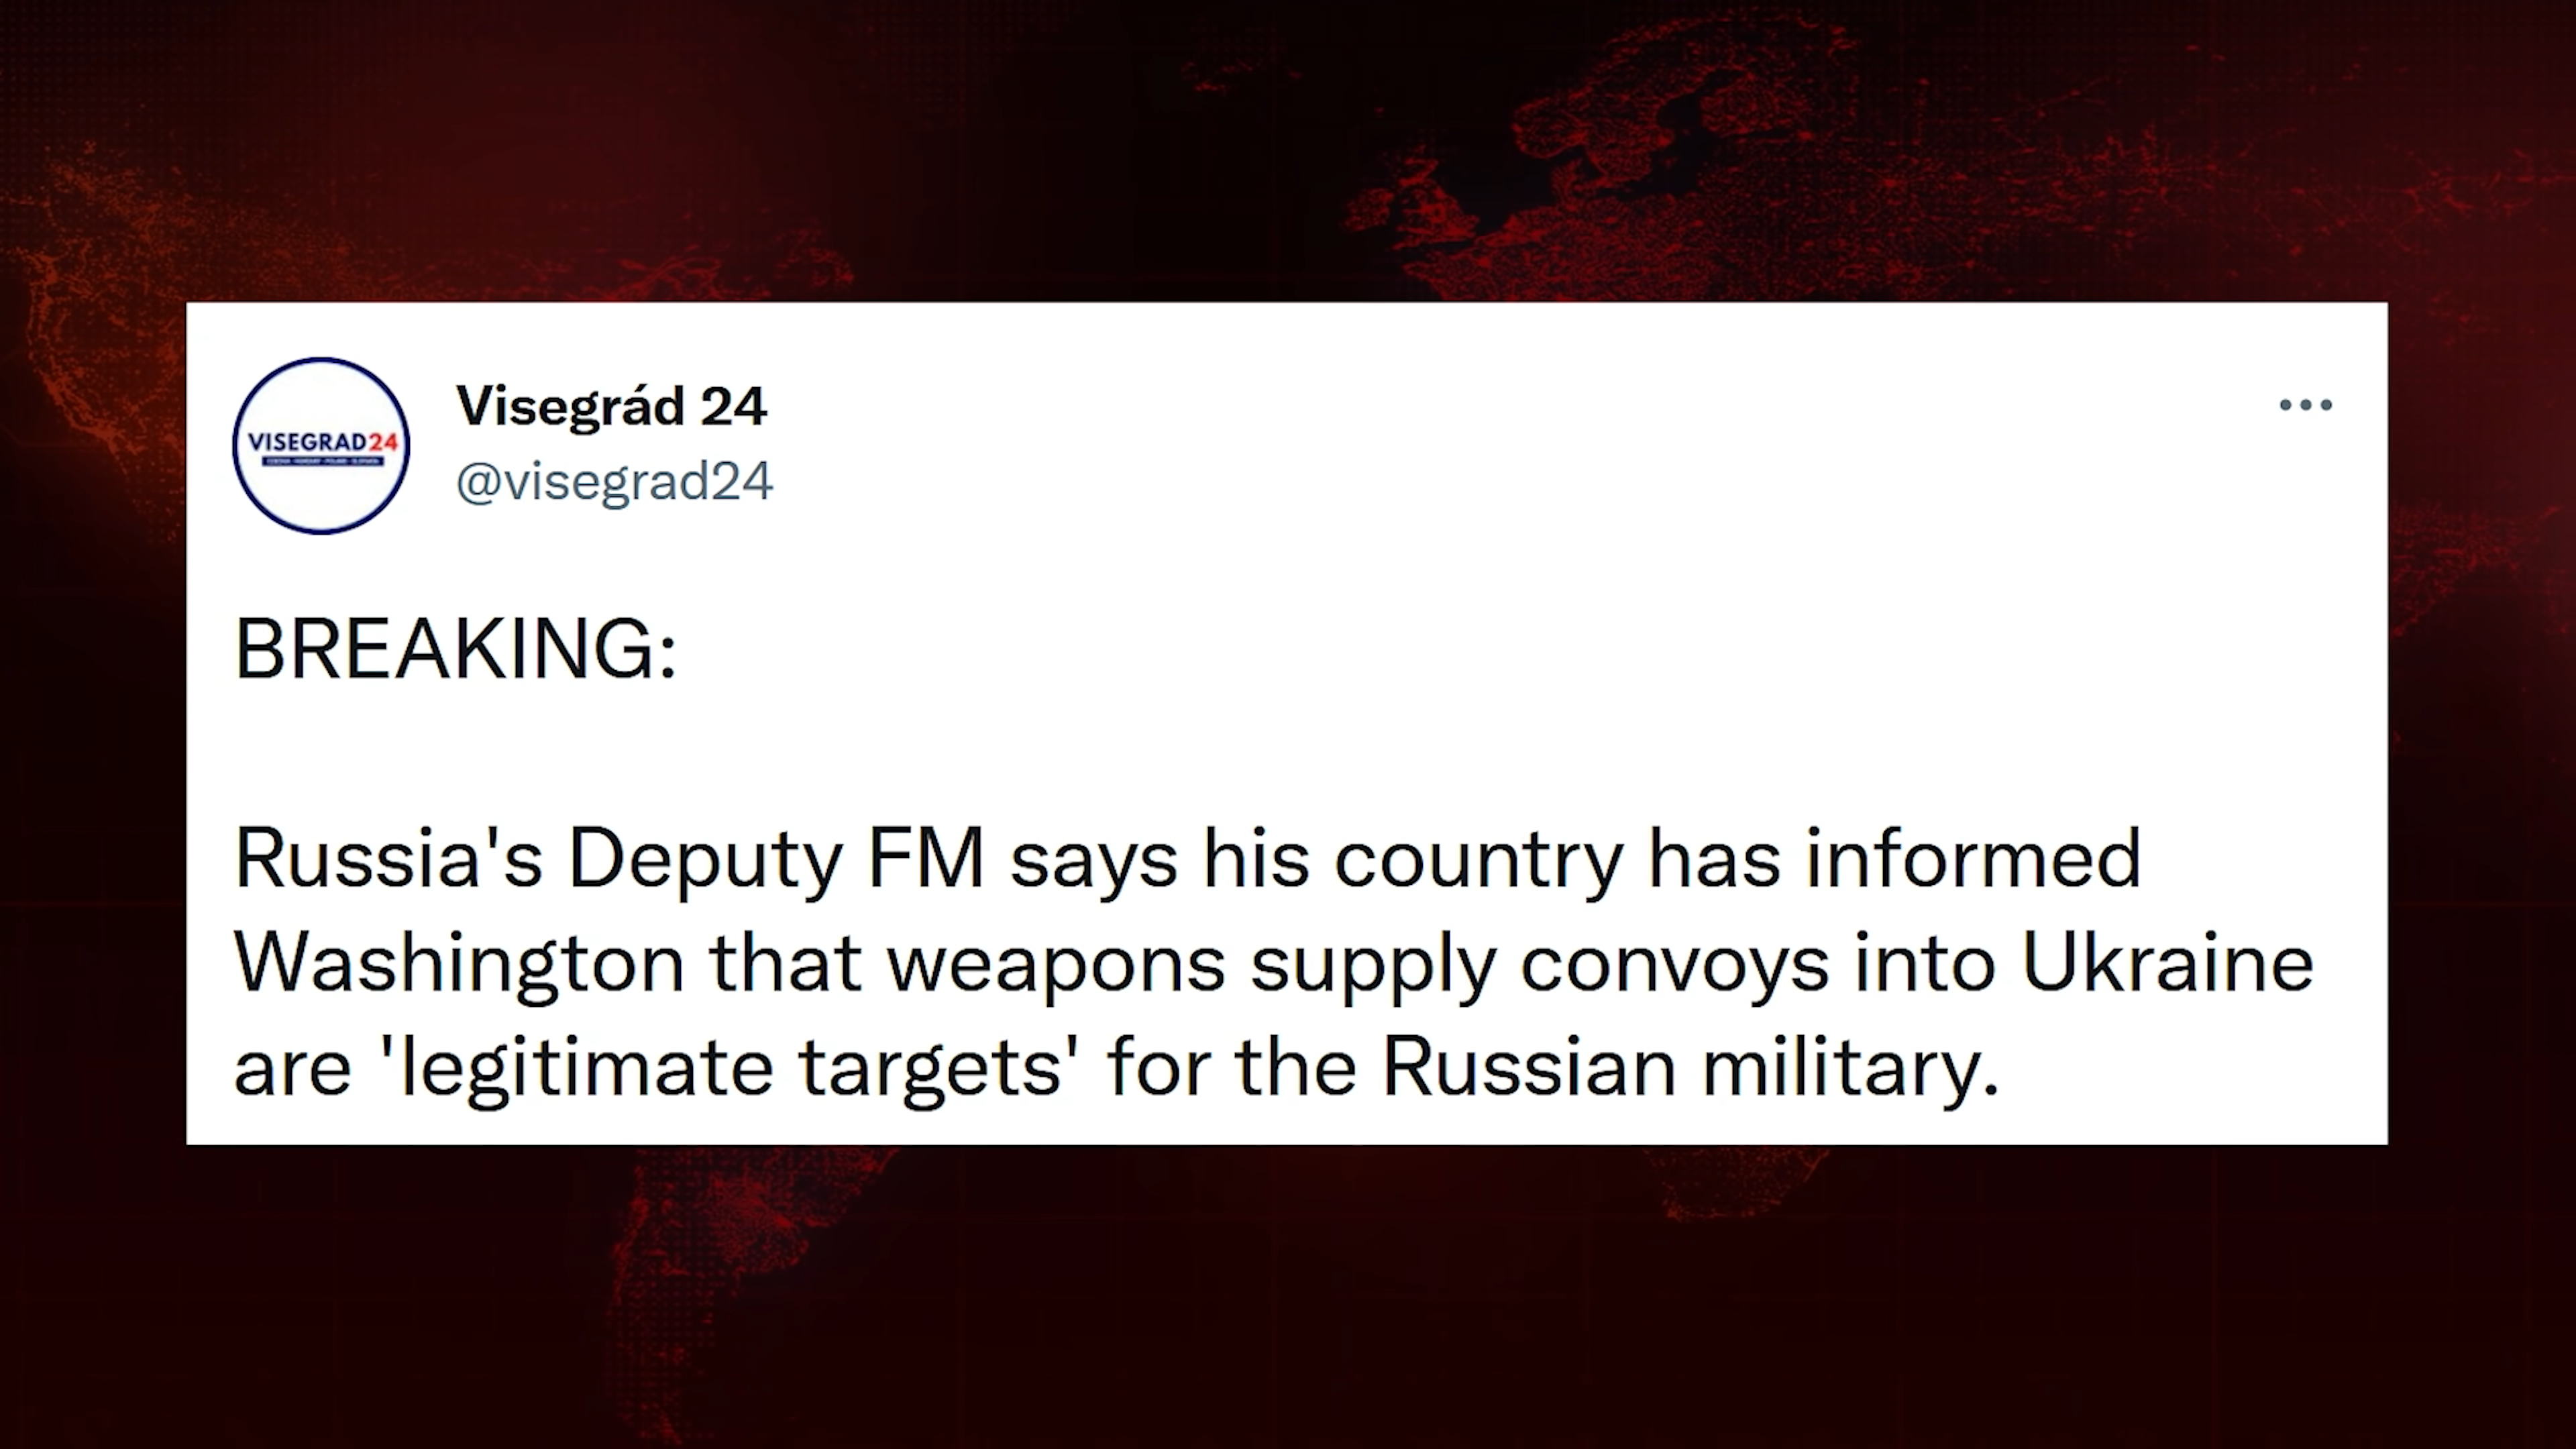 VISEGRAD24
Visegrád 24
@visegrad24
BREAKING:
Russia's Deputy FM says his country has informed
Washington that weapons supply convoys into Ukraine
are 'legitimate targets' for the Russian military.